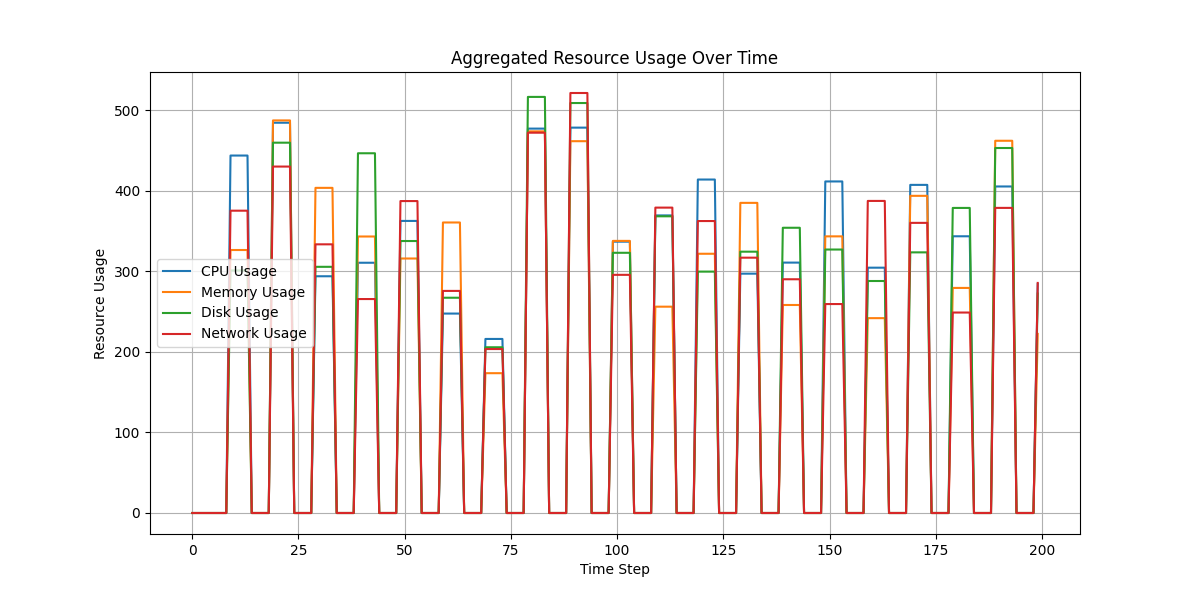 Aggregated Resource Usage Over Time
Resource Usage
500
400
300
200
100
0
CPU Usage
Memory Usage
Disk Usage
Network Usage
0 25 50 75 100 125 150 175 200
Time Step